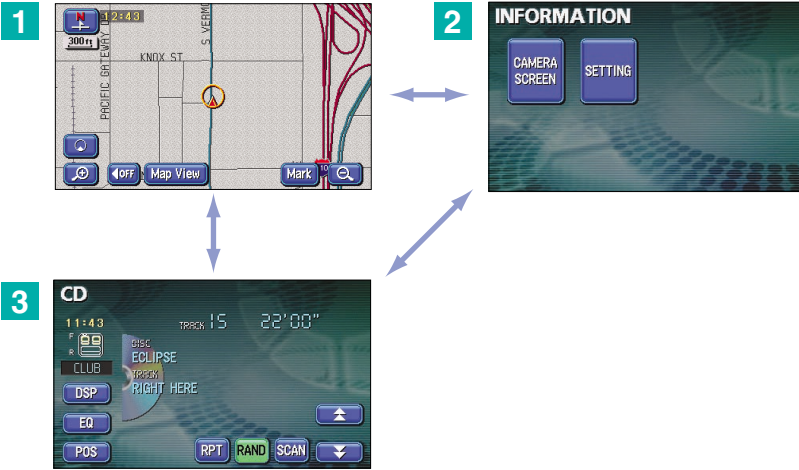 1
N
12:43
300ft
PACIFIC GATEWAY
S VERMO
KNOX ST
OFF
Map View
Mark
10
2
INFORMATION
CAMERA
SCREEN
SETTING
3
CD
11:43
TRACK 15 22'00"
F
R
DISC
ECLIPSE
CLUB
TRACK
RIGHT HERE
DSP
EQ
POS
RPT
RAND
SCAN